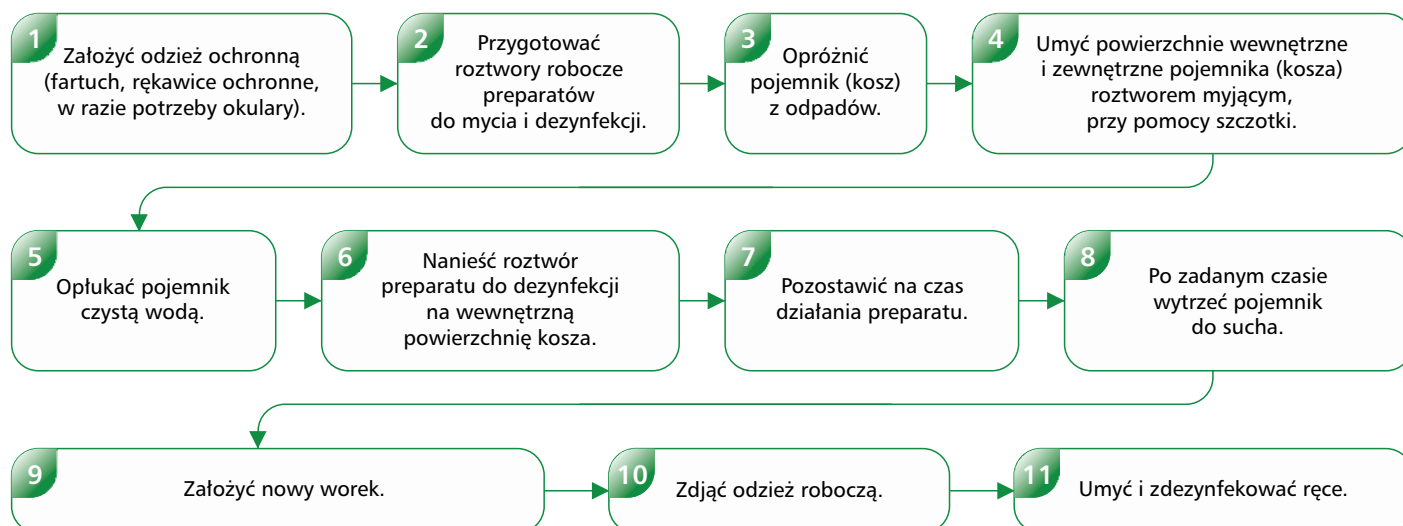 1
Założyć odzież ochronną
(fartuch, rękawice ochronne,
w razie potrzeby okulary).
2
Przygotować
roztwory robocze
preparatów
do mycia i dezynfekcji.
3
Opróżnić
pojemnik (kosz)
z odpadów.
4
Umyć powierzchnie wewnętrzne
i zewnętrzne pojemnika (kosza)
roztworem myjącym,
przy pomocy szczotki.
5
Opłukać pojemnik
czystą wodą.
6
Nanieść roztwór
preparatu do dezynfekcji
na wewnętrzną
powierzchnię kosza.
7
Pozostawić na czas
działania preparatu.
8
Po zadanym czasie
wytrzeć pojemnik
do sucha.
9
Założyć nowy worek.
10
Zdjąć odzież roboczą.
11
Umyć i zdezynfekować ręce.